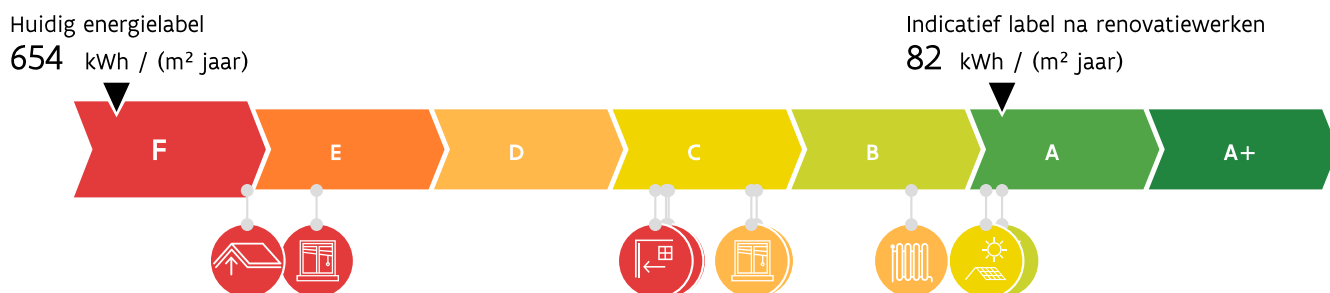 Huidig energielabel
654 kWh / (m² jaar)
Indicatief label na renovatiewerken
82 kWh / (m² jaar)
F E D C B A A+